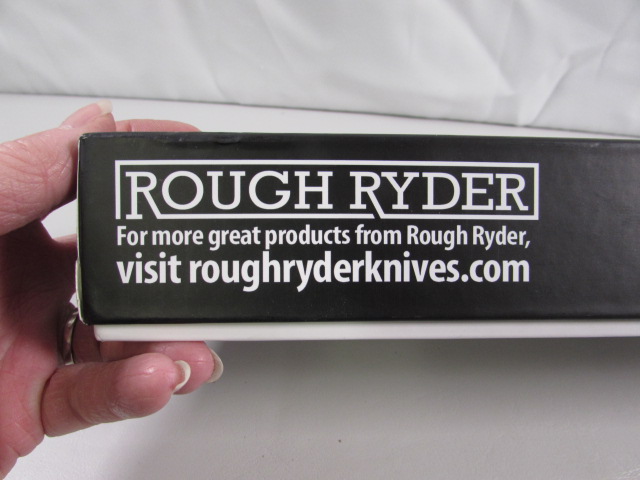 ROUGH RYDER
For more great products from Rough Ryder,
visit roughryderknives.com